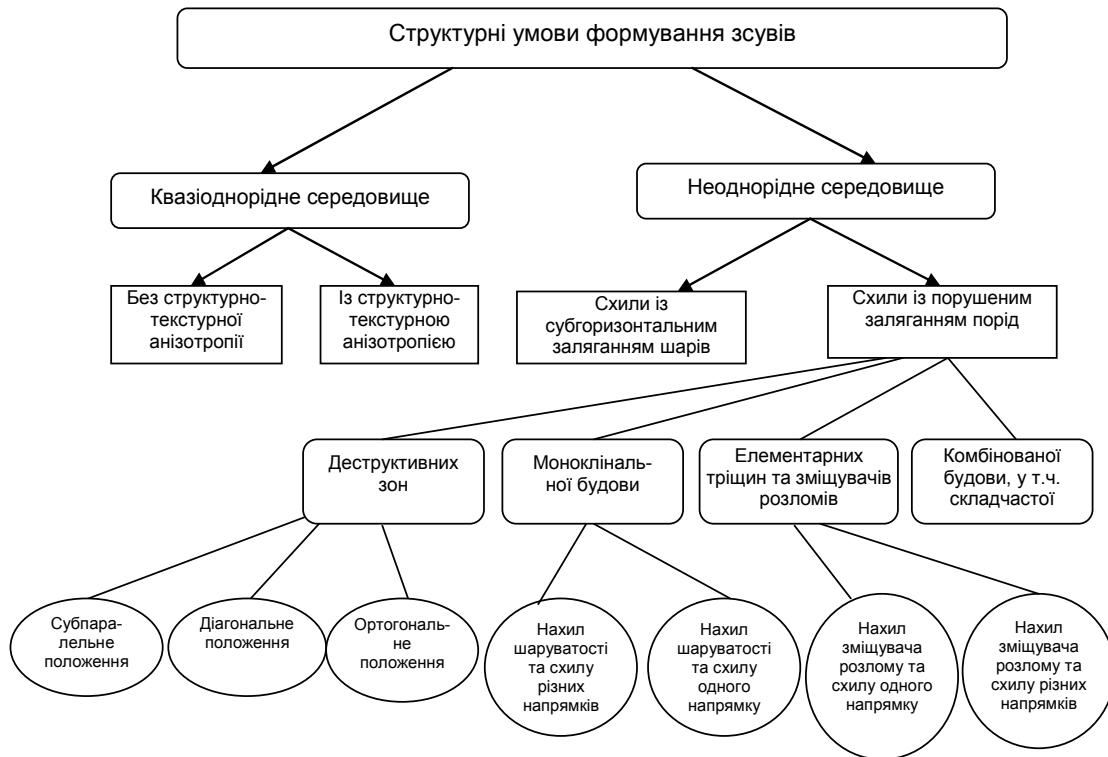 Структурні умови формування зсувів
Квазіоднорідне середовище
Неоднорідне середовище
Без структурно-
текстурної
анізотропії
Із структурно-
текстурною
анізотропією
Схили із
субгоризонтальним
заляганням шарів
Схили із порушеним
заляганням порід
Деструктивних
зон
Моникліналь-
ної будови
Елементарних
тріщин та зміщувачів
розломів
Комбінованої
будови, у т.ч.
складчастої
Субпара-
лельне
положення
Діагональне
положення
Ортогональ-
не
положення
Нахил
шаруватості
та схилу
різних
напрямків
Нахил
шаруватості
та схилу
одного
напрямку
Нахил
зміщувача
розлому та
схилу одного
напрямку
Нахил
зміщувача
розлому та
схилу різних
напрямків